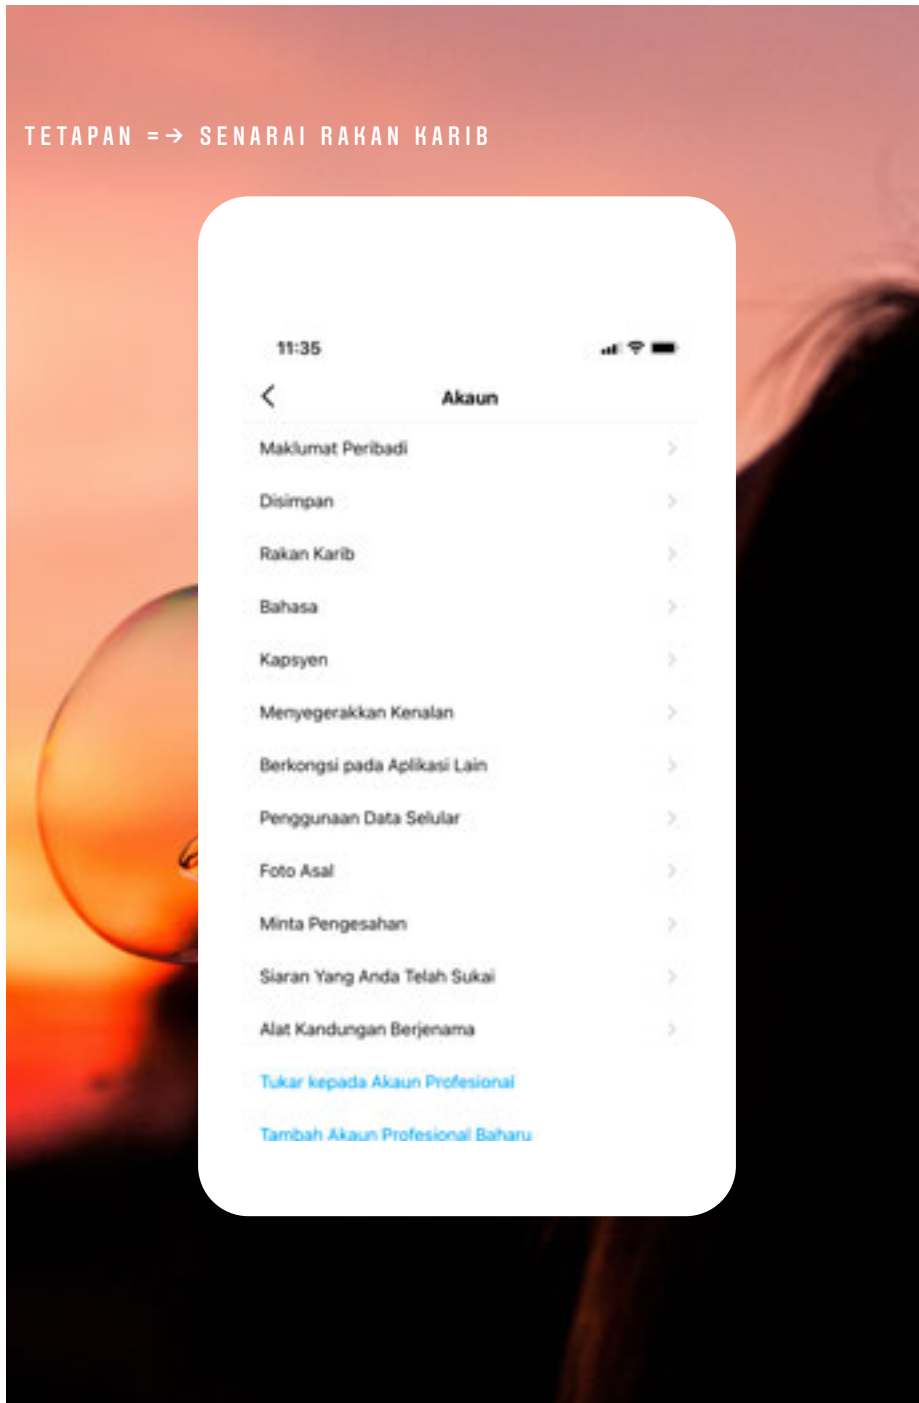 TETAPAN => SENARAI RAKAN KARIB
11:35
Akaun
Maklumat Peribadi
Disimpan
Rakan Karib
Bahasa
Kapsyen
Menyegerakkan Kenalan
Berkongsi pada Aplikasi Lain
Penggunaan Data Selular
Foto Asal
Minta Pengesahan
Siaran Yang Anda Telah Sukai
Alat Kandungan Berjenama
Tukar kepada Akaun Profesional
Tambah Akaun Profesional Baharu